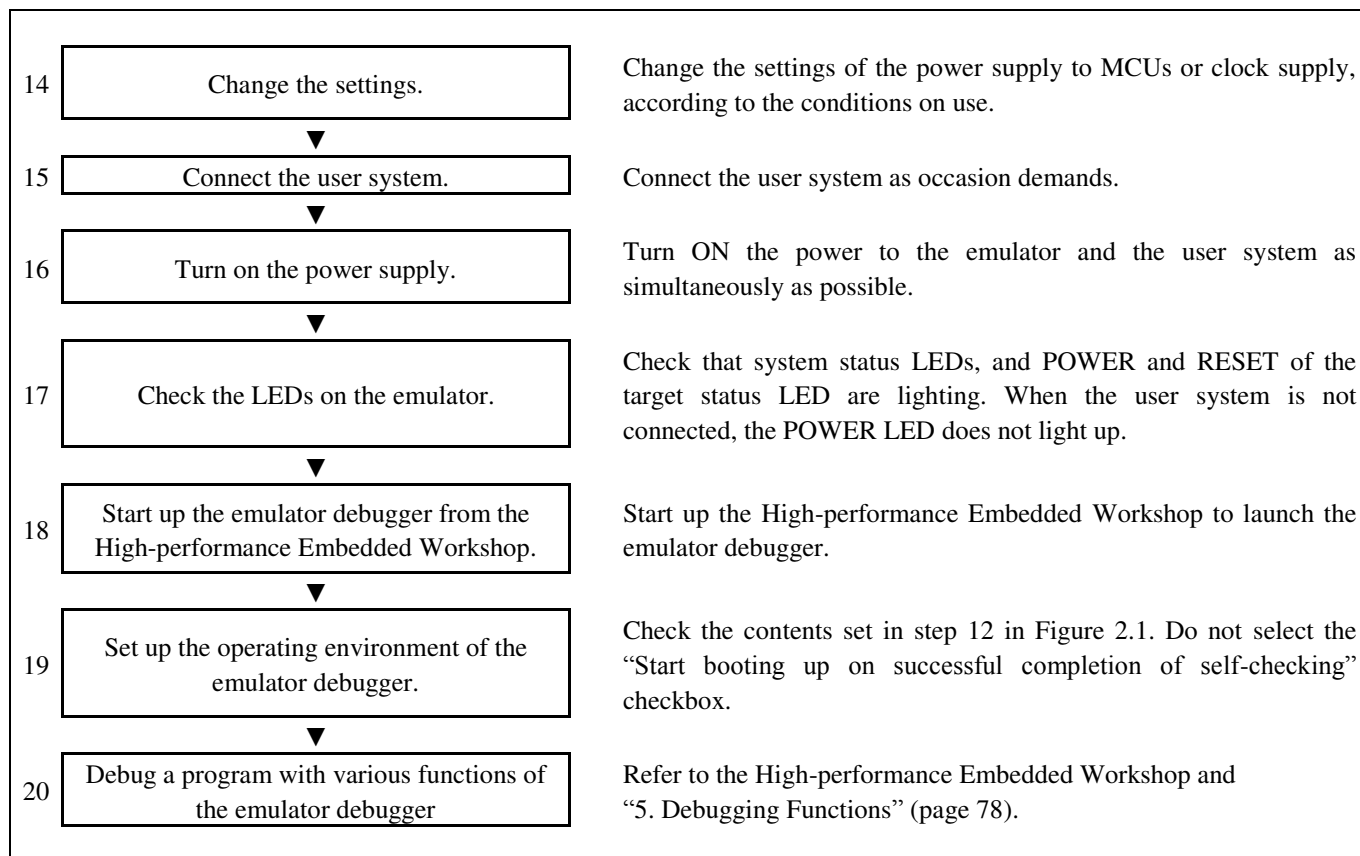 14
Change the settings.
Change the settings of the power supply to MCUs or clock supply,
according to the conditions on use.
15
Connect the user system.
Connect the user system as occasion demands.
16
Turn on the power supply.
Turn ON the power to the emulator and the user system as
simultaneously as possible.
17
Check the LEDs on the emulator.
Check that system status LEDs, and POWER and RESET of the
target status LED are lighting. When the user system is not
connected, the POWER LED does not light up.
18
Start up the emulator debugger from the
High-performance Embedded Workshop.
Start up the High-performance Embedded Workshop to launch the
emulator debugger.
19
Set up the operating environment of the
emulator debugger.
Check the contents set in step 12 in Figure 2.1. Do not select the
“Start booting up on successful completion of self-checking”
checkbox.
20
Debug a program with various functions of
the emulator debugger
Refer to the High-performance Embedded Workshop and
“5. Debugging Functions” (page 78).